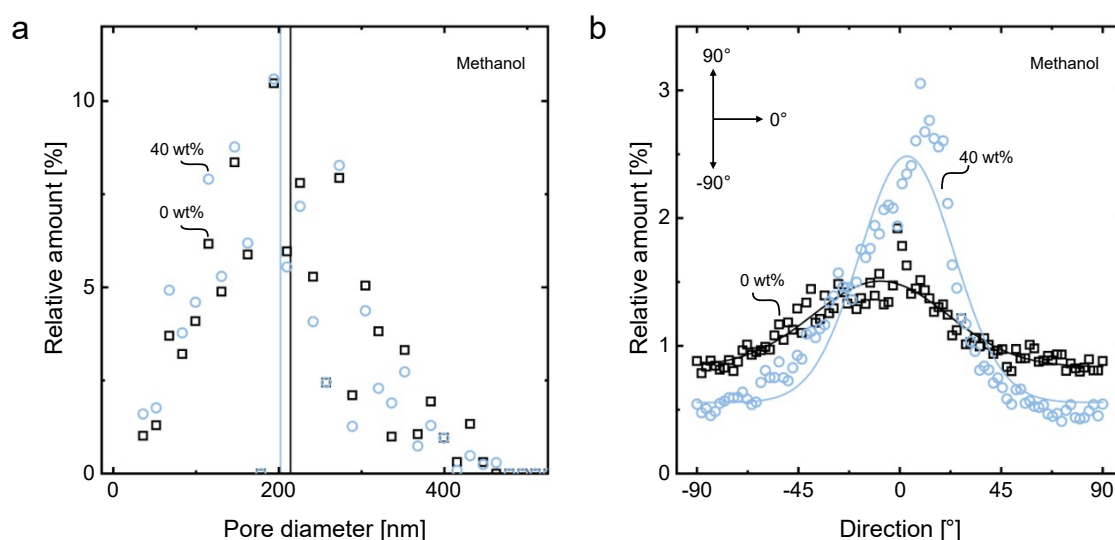 a
Methanol
40 wt%
0 wt%
10
5
0
0
200
400
Relative amount [%]
Pore diameter [nm]
b
Methanol
90°
0°
-90°
40 wt%
0 wt%
3
2
1
0
-90
-45
0
45
90
Relative amount [%]
Direction [°]